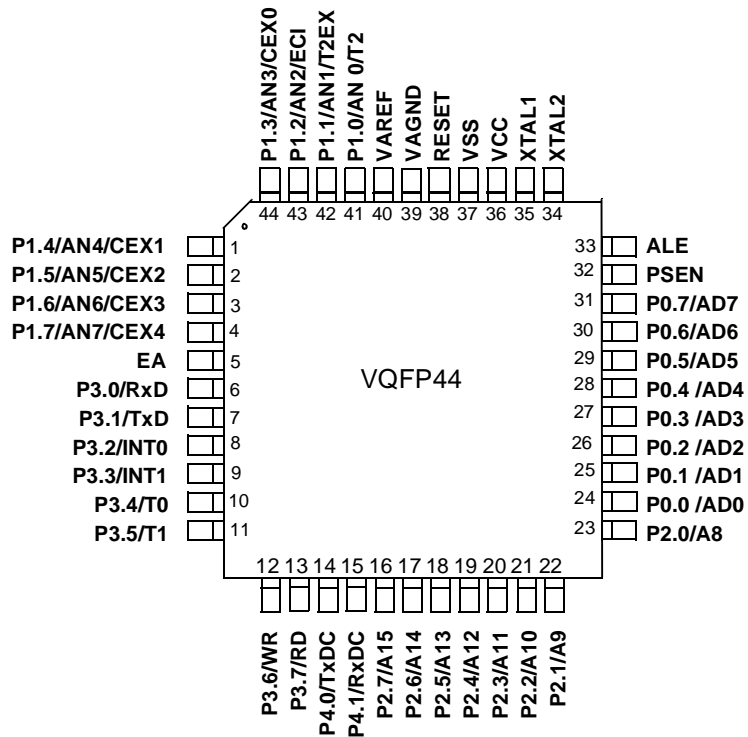 P1.3/AN3/CEX0
P1.2/AN2/ECI
P1.1/AN1/T2EX
P1.0/AN 0/T2
VAREF
VAGND
RESET
VSS
VCC
XTAL1
XTAL2
44 43 42 41 40 39 38 37 36 35 34
P1.4/AN4/CEX1 1
P1.5/AN5/CEX2 2
P1.6/AN6/CEX3 3
P1.7/AN7/CEX4 4
EA 5
P3.0/RxD 6
P3.1/TxD 7
P3.2/INT0 8
P3.3/INT1 9
P3.4/T0 10
P3.5/T1 11
VQFP44
33 ALE
32 PSEN
31 P0.7/AD7
30 P0.6/AD6
29 P0.5/AD5
28 P0.4 /AD4
27 P0.3 /AD3
26 P0.2 /AD2
25 P0.1 /AD1
24 P0.0 /AD0
23 P2.0/A8
12 13 14 15 16 17 18 19 20 21 22
P3.6/WR
P3.7/RD
P4.0/TxDC
P4.1/RxDC
P2.7/A15
P2.6/A14
P2.5/A13
P2.4/A12
P2.3/A11
P2.2/A10
P2.1/A9